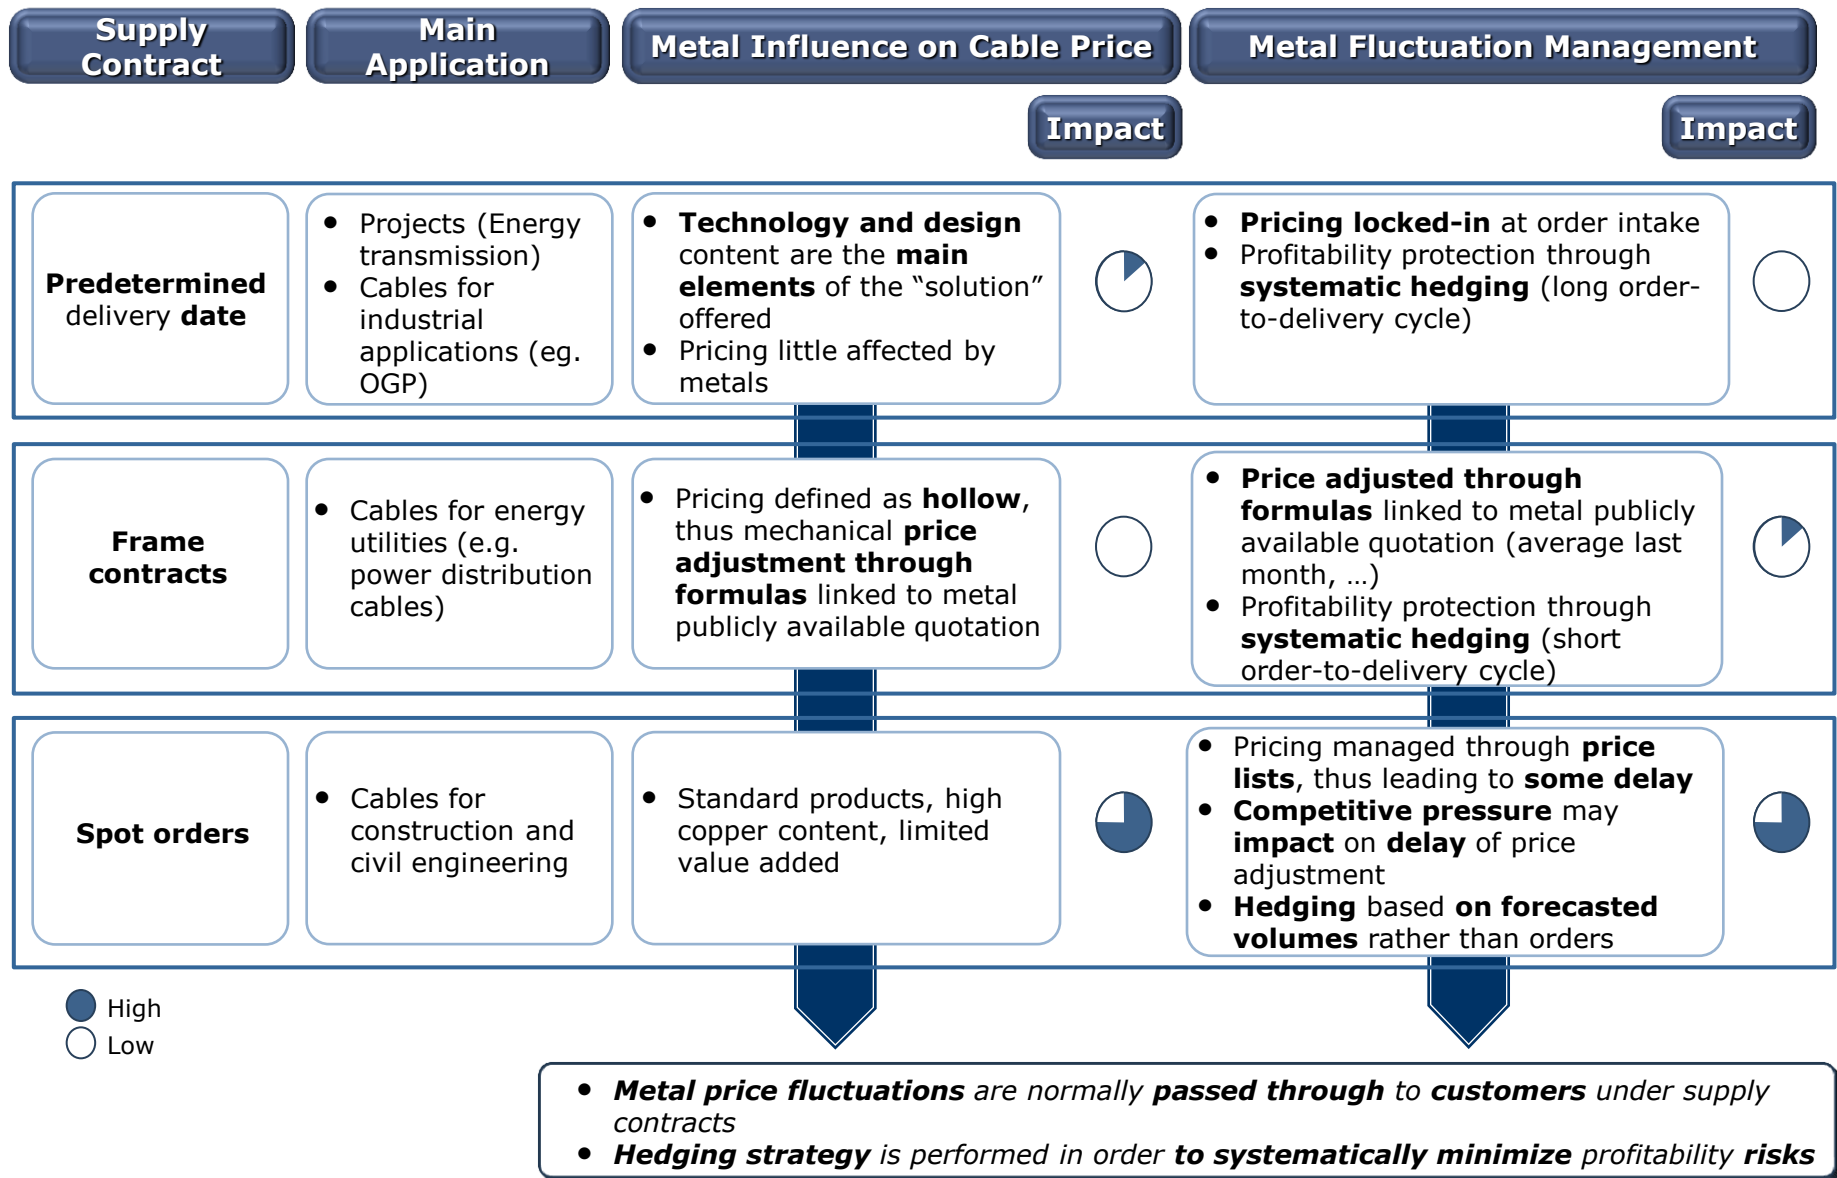 Supply
Contract
Main
Application
Metal Influence on Cable Price
Metal Fluctuation Management
Impact
Impact
Predetermined
delivery date
• Projects (Energy
transmission)
• Cables for
industrial
applications (eg.
OGP)
• Technology and design
content are the main
elements of the “solution”
offered
• Pricing little affected by
metals
• Pricing locked-in at order intake
• Profitability protection through
systematic hedging (long order-
to-delivery cycle)
Frame
contracts
• Cables for energy
utilities (e.g.
power distribution
cables)
• Pricing defined as hollow,
thus mechanical price
adjustment through
formulas linked to metal
publicly available quotation
• Price adjusted through
formulas linked to metal publicly
available quotation (average last
month, …)
• Profitability protection through
systematic hedging (short
order-to-delivery cycle)
Spot orders
• Cables for
construction and
civil engineering
• Standard products, high
copper content, limited
value added
• Pricing managed through price
lists, thus leading to some delay
• Competitive pressure may
impact on delay of price
adjustment
• Hedging based on forecasted
volumes rather than orders
High
Low
• Metal price fluctuations are normally passed through to customers under supply
contracts
• Hedging strategy is performed in order to systematically minimize profitability risks